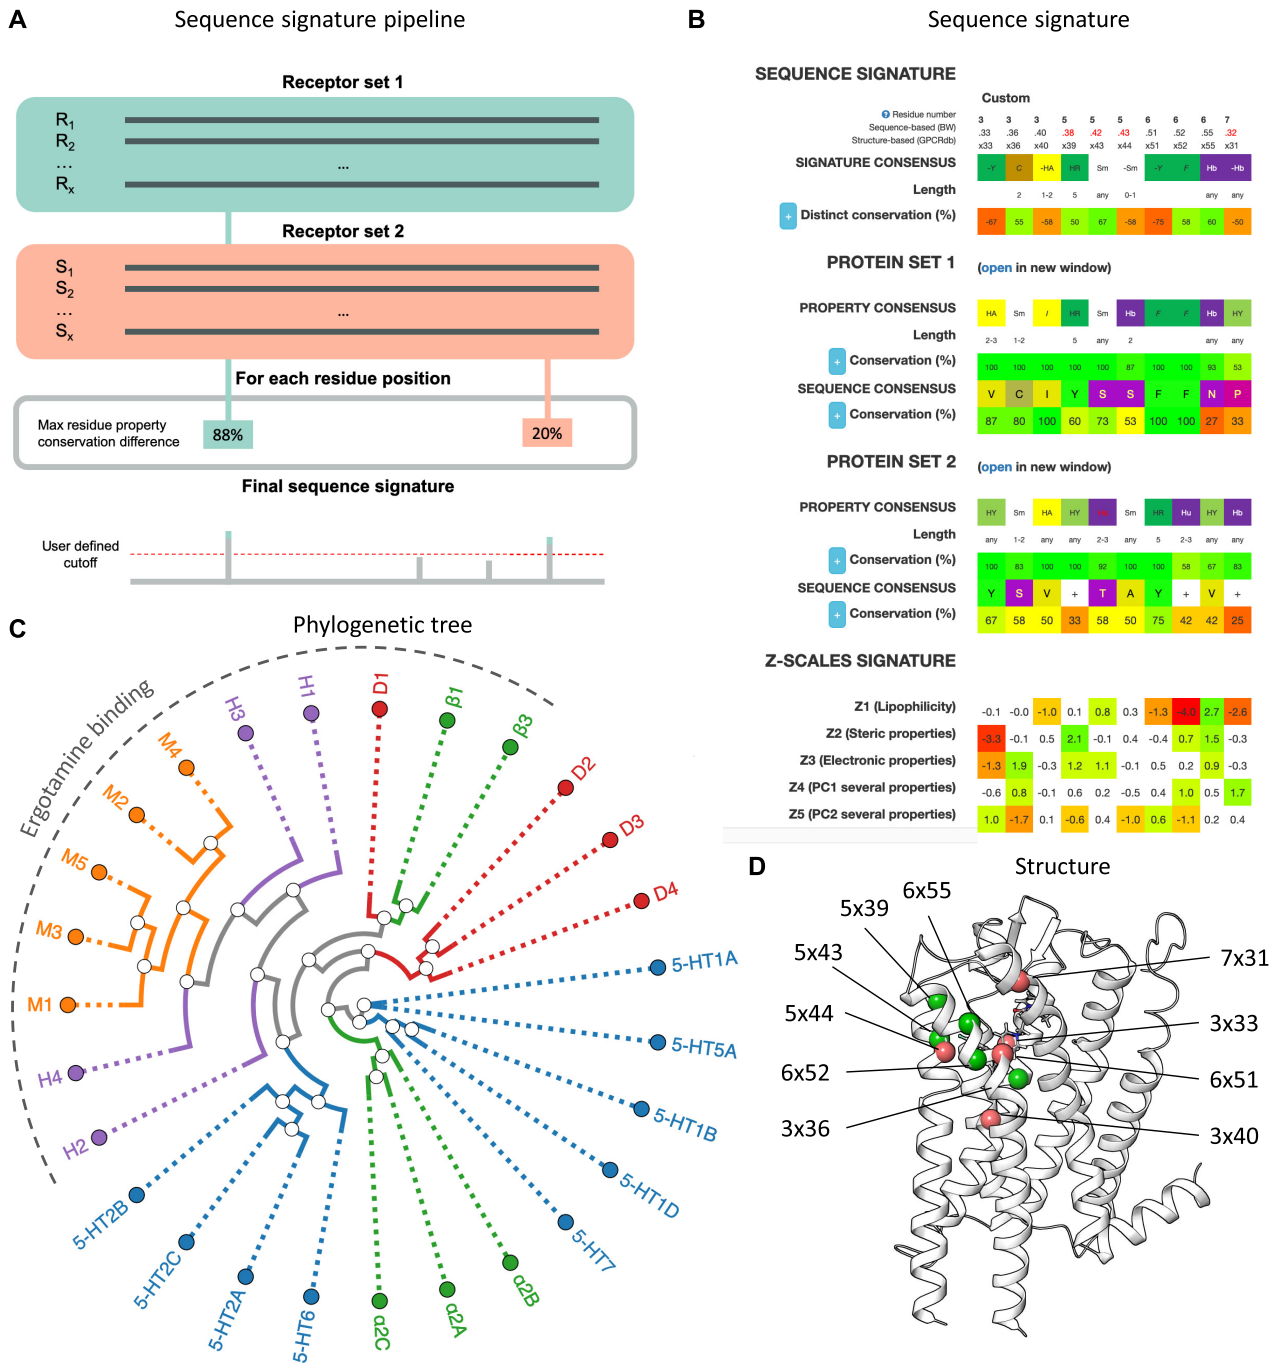 A
Sequence signature pipeline
Receptor set 1
R1
R2
...
Rx
...
Receptor set 2
S1
S2
...
Sx
...
For each residue position
Max residue property
conservation difference
88%
20%
Final sequence signature
User defined
cutoff
B
Sequence signature
SEQUENCE SIGNATURE
Custom
? Residue number 3 3 3 5 5 5 6 6 6 7
Sequence-based (BW) .33 .36 .40 .38 .42 .43 .51 .52 .55 .32
Structure-based (GPCRdb) x33 x36 x40 x39 x43 x44 x51 x52 x55 x31
SIGNATURE CONSENSUS -Y C -HA HR Sm -Sm -Y F Hb -Hb
Length 2 1-2 5 any 0-1 any any
+ Distinct conservation (%) -67 55 -58 50 67 -58 -75 58 60 -50
PROTEIN SET 1 (open in new window)
PROPERTY CONSENSUS HA Sm I HR Sm Hb F F Hb HY
Length 2-3 1-2 5 any 2 any any
+ Conservation (%) 100 100 100 100 100 87 100 100 93 53
SEQUENCE CONSENSUS V C I Y S S F F N P
+ Conservation (%) 87 80 100 60 73 53 100 100 27 33
PROTEIN SET 2 (open in new window)
PROPERTY CONSENSUS HY Sm HA HY Sm HR Hu HY Hb
Length any 1-2 any any 2-3 any 5 2-3 any any
+ Conservation (%) 100 83 100 100 92 100 100 58 67 83
SEQUENCE CONSENSUS Y S V + T A Y + V +
+ Conservation (%) 67 58 50 33 58 50 75 42 42 25
Z-SCALES SIGNATURE
Z1 (Lipophilicity) -0.1 -0.0 -1.0 0.1 0.8 0.3 -1.3 -4.0 2.7 -2.6
Z2 (Steric properties) -3.3 -0.1 0.5 2.1 -0.1 0.4 -0.4 0.7 1.5 -0.3
Z3 (Electronic properties) -1.3 1.9 -0.3 1.2 1.1 -0.1 0.5 0.2 0.9 -0.3
Z4 (PC1 several properties) -0.6 0.8 -0.1 0.6 0.2 -0.5 0.4 1.0 0.5 1.7
Z5 (PC2 several properties) 1.0 -1.7 0.1 -0.6 0.4 -1.0 0.6 -1.1 0.2 0.4
C
Phylogenetic tree
Ergotamine binding
H3
H1
D1
β1
β3
D2
D3
D4
5-HT1A
5-HT5A
5-HT1B
5-HT1D
5-HT7
α2B
α2A
α2C
5-HT6
5-HT2A
5-HT2C
5-HT2B
H2
H4
M1
M3
M5
M2
M4
D
Structure
6x55
5x39
5x43
5x44
6x52
3x36
7x31
3x33
6x51
3x40